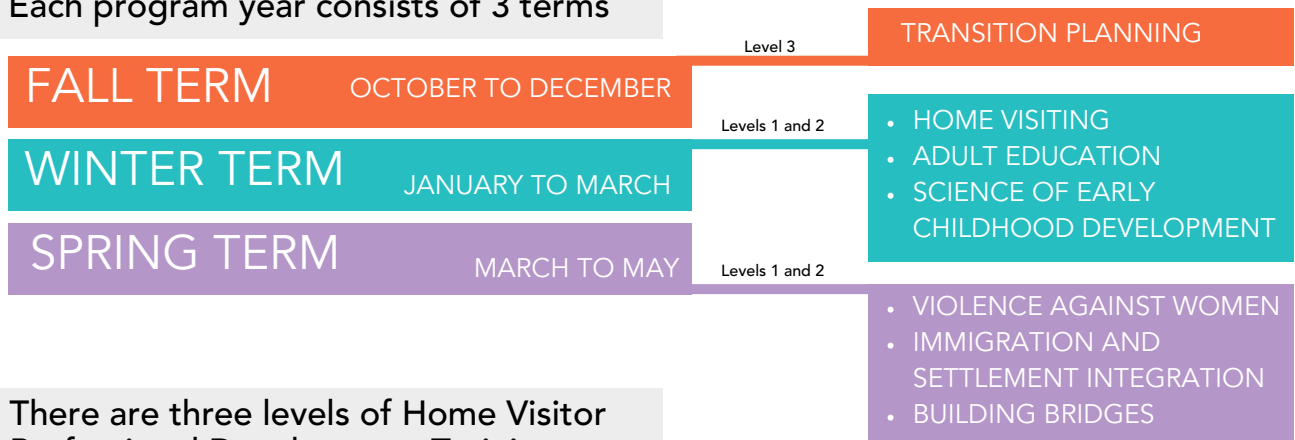 Each program year consists of 3 terms
Level 3
TRANSITION PLANNING
FALL TERM OCTOBER TO DECEMBER
Levels 1 and 2
WINTER TERM JANUARY TO MARCH
• HOME VISITING
• ADULT EDUCATION
• SCIENCE OF EARLY
CHILDHOOD DEVELOPMENT
SPRING TERM MARCH TO MAY
Levels 1 and 2
• VIOLENCE AGAINST WOMEN
• IMMIGRATION AND
SETTLEMENT INTEGRATION
• BUILDING BRIDGES
There are three levels of Home Visitor